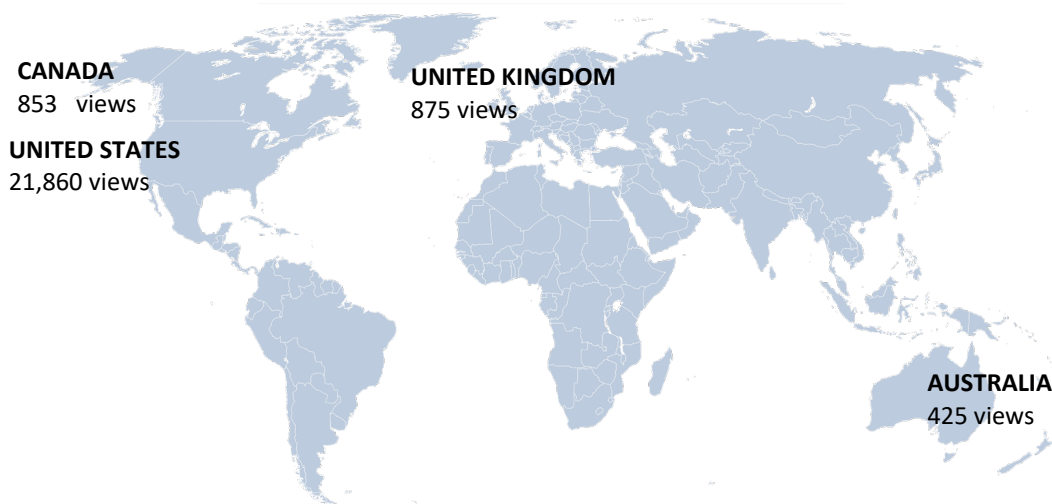 CANADA
853 views
UNITED STATES
21,860 views
UNITED KINGDOM
875 views
AUSTRALIA
425 views